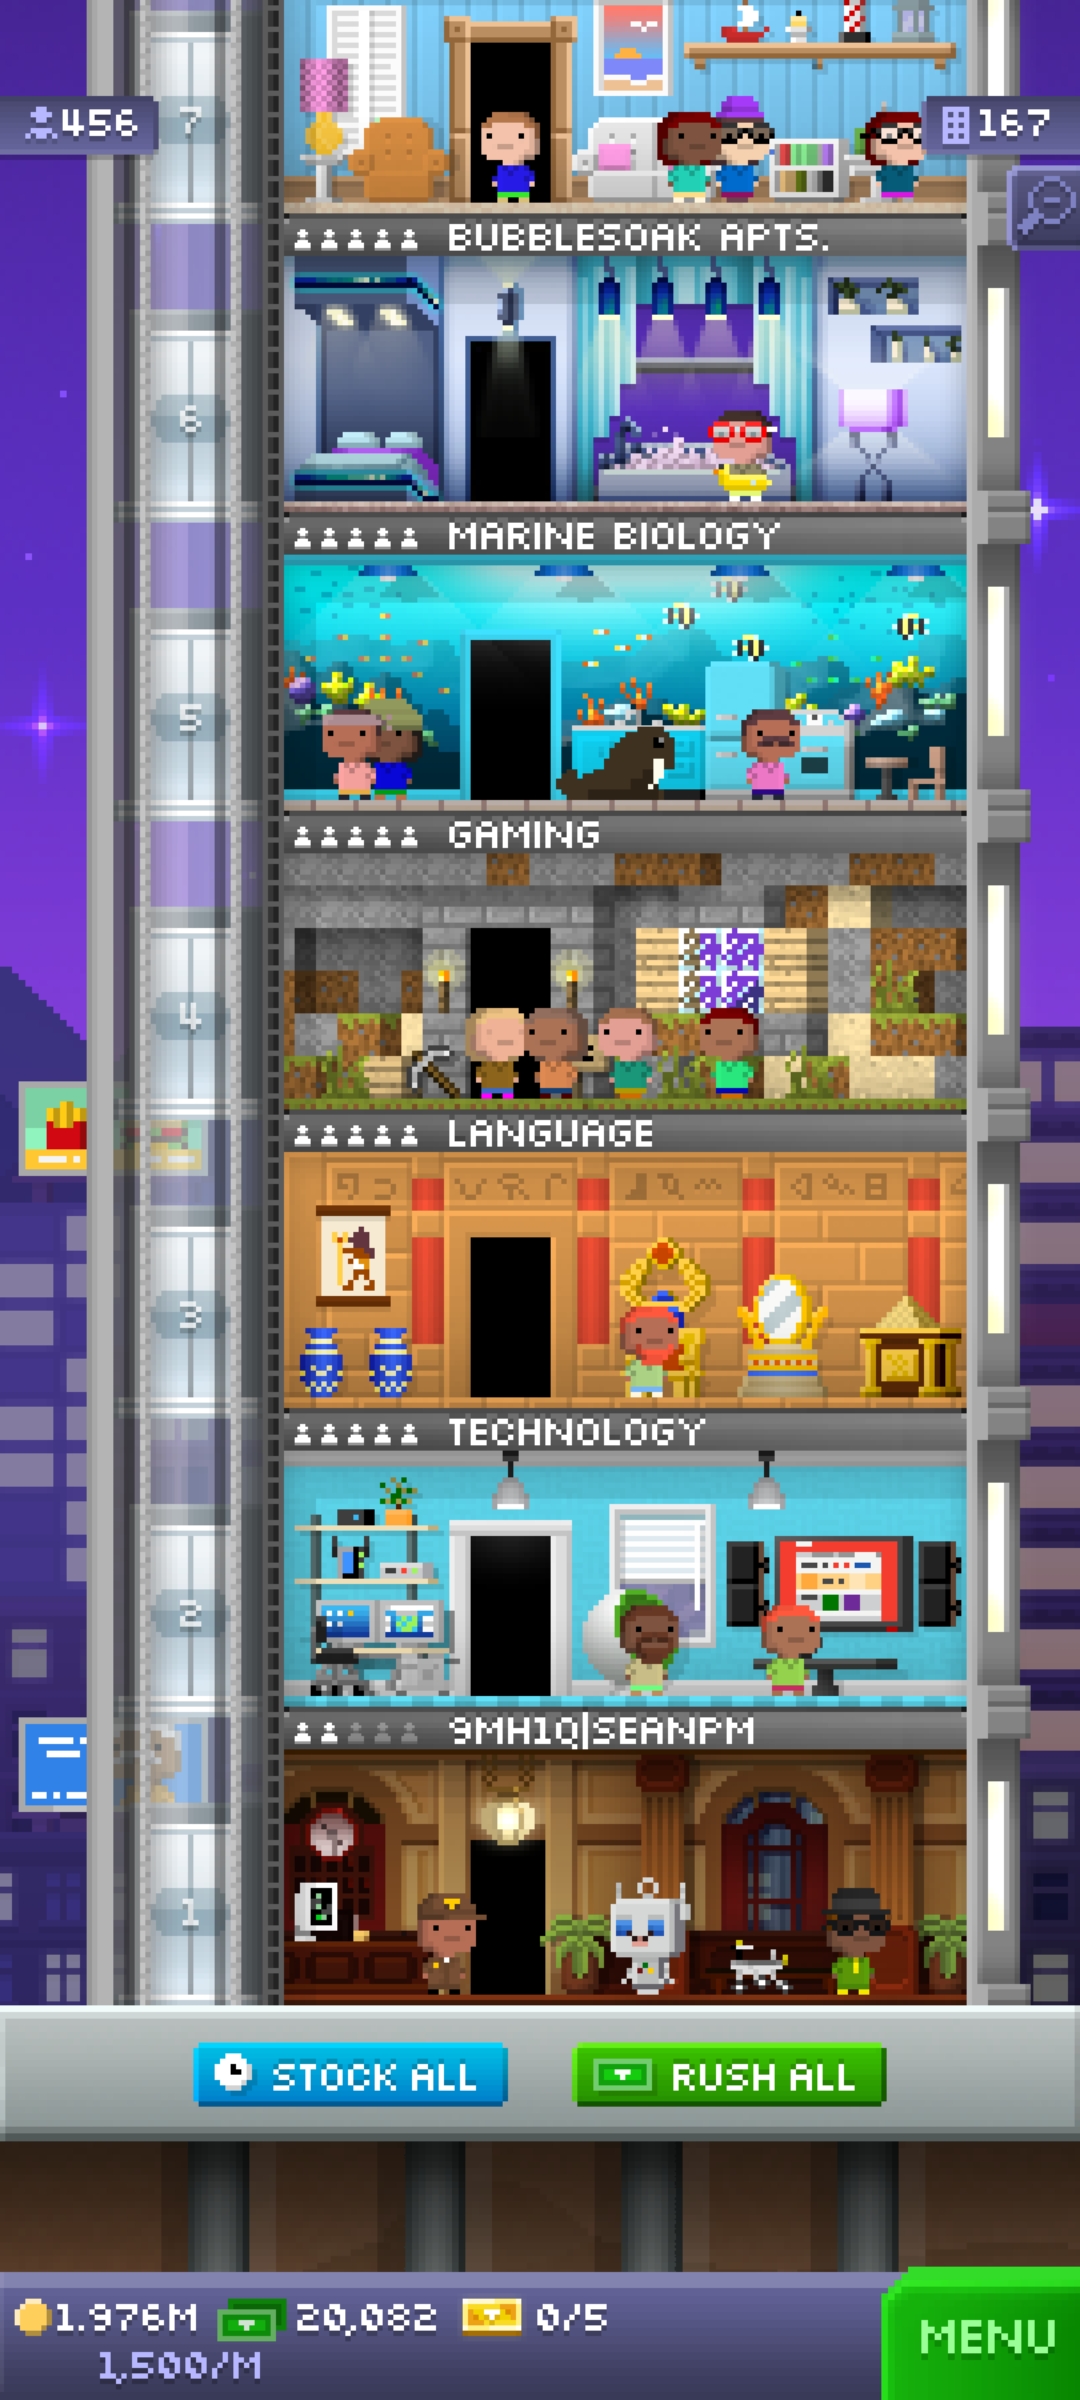 456
7
167
BUBBLESOAK APTS.
6
MARINE BIOLOGY
5
GAMING
4
LANGUAGE
3
TECHNOLOGY
2
9MH1Q|SEANPM
1
STOCK ALL
RUSH ALL
1.976M 20,082 0/5
1,500/M
MENU